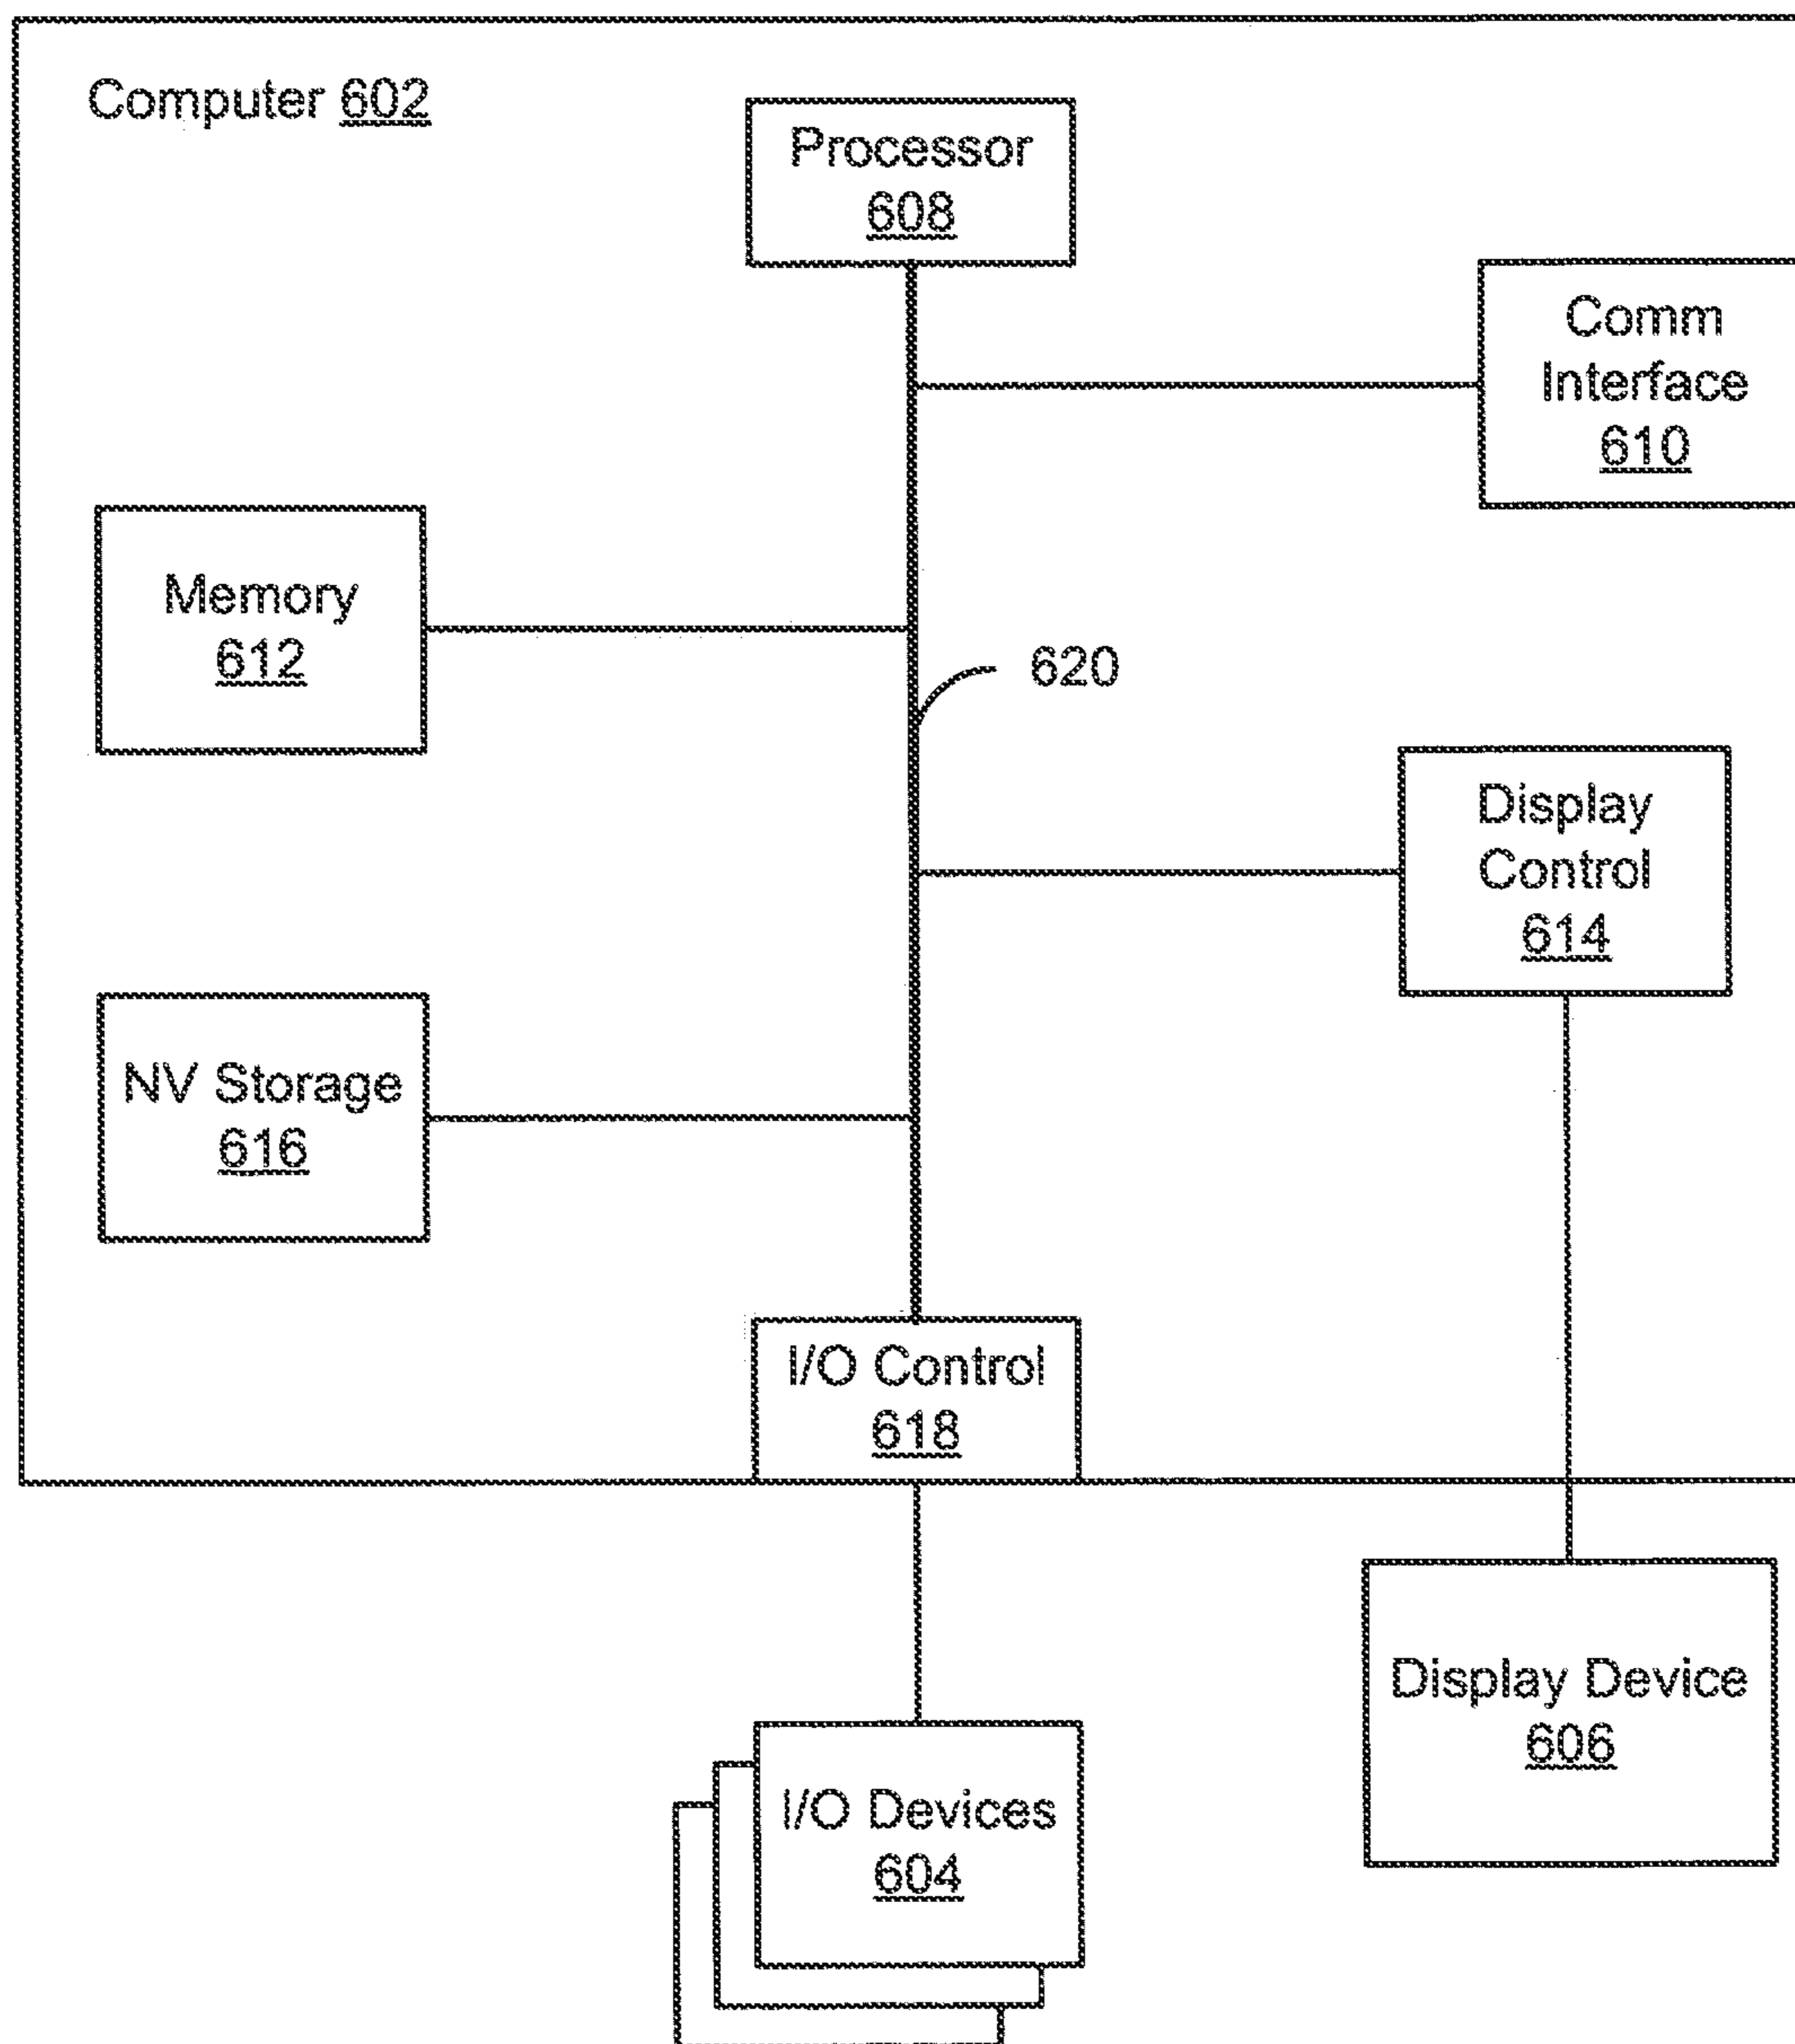 Computer 602
Processor
608
Comm
Interface
610
Memory
612
620
Display
Control
614
NV Storage
616
I/O Control
618
Display Device
606
I/O Devices
604